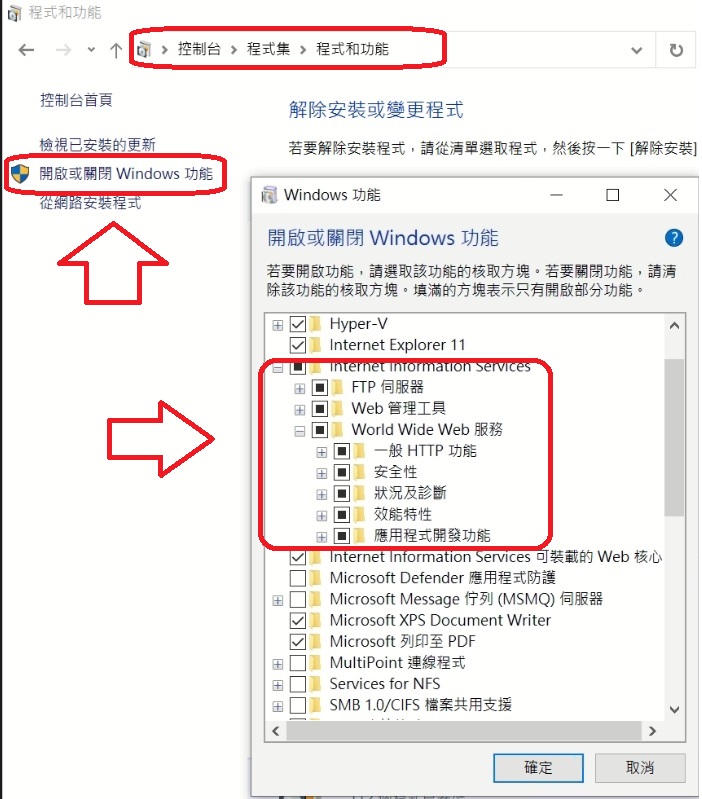 程式和功能
控制台 程式集 程式和功能
控制台首頁
檢視已安裝的更新
開啟或關閉 Windows 功能
從網路安裝程式
解除安裝或變更程式
若要解除安裝程式，請從清單選取程式，然後按一下 [解除安裝]
Windows 功能
開啟或關閉 Windows 功能
若要開啟功能，請選取該功能的核取方塊。若要關閉功能，請清
除該功能的核取方塊。填滿的方塊表示只有開啟部分功能。
Hyper-V
Internet Explorer 11
Internet Information Services
FTP 伺服器
Web 管理工具
World Wide Web 服務
一般 HTTP 功能
安全性
狀況及診斷
效能特性
應用程式開發功能
Internet Information Services 可裝載的 Web 核心
Microsoft Defender 應用程式防護
Microsoft Message 佇列 (MSMQ) 伺服器
Microsoft XPS Document Writer
Microsoft 列印至 PDF
MultiPoint 連線程式
Services for NFS
SMB 1.0/CIFS 檔案共用支援
確定
取消